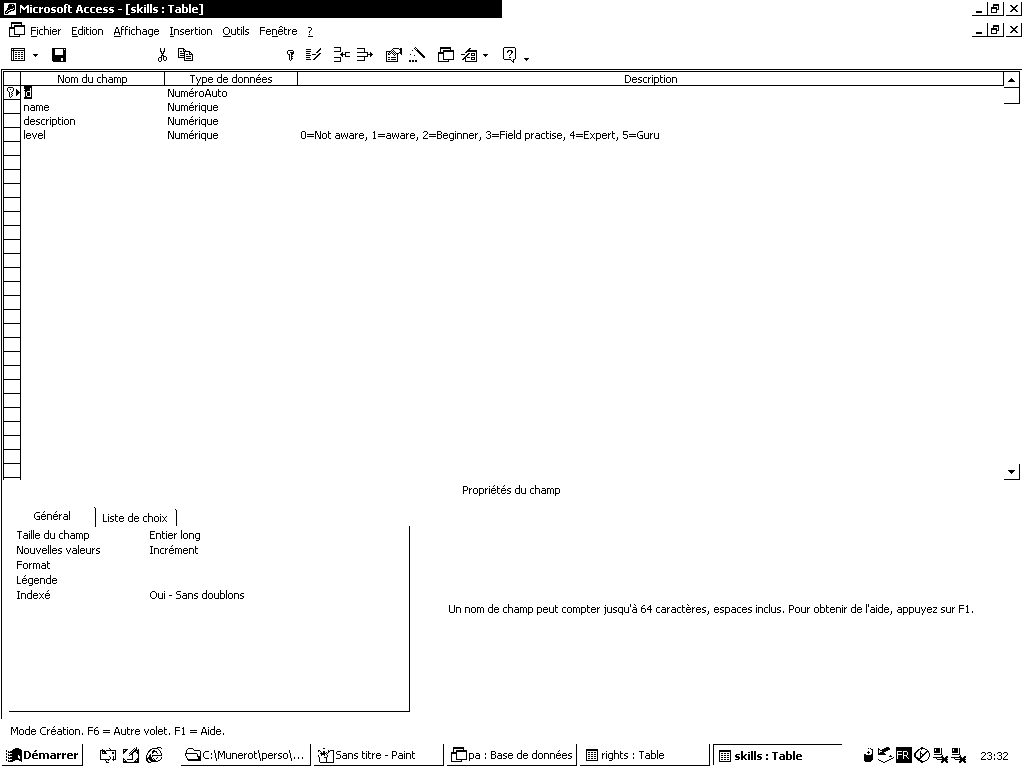 Microsoft Access - [skills : Table]
Fichier Edition Affichage Insertion Outils Fenêtre ?
Nom du champ Type de données Description
id NuméroAuto
name Numérique
description Numérique
level Numérique 0=Not aware, 1=aware, 2=Beginner, 3=Field practise, 4=Expert, 5=Guru
Propriétés du champ
Général Liste de choix
Taille du champ Entier long
Nouvelles valeurs Incrément
Format
Légende
Indexé Oui - Sans doublons
Un nom de champ peut compter jusqu'à 64 caractères, espaces inclus. Pour obtenir de l'aide, appuyez sur F1.
Mode Création. F6 = Autre volet. F1 = Aide.
Démarrer C:\Munerot\perso\... Sans titre - Paint pa : Base de données rights : Table skills : Table FR 23:32